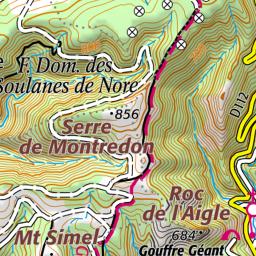 F. Dom. des
Soulanes de Nore
856
Serre
de Montredon
D112
Roc
de l'Aigle
684
Mt Simel
Gouffre Géant